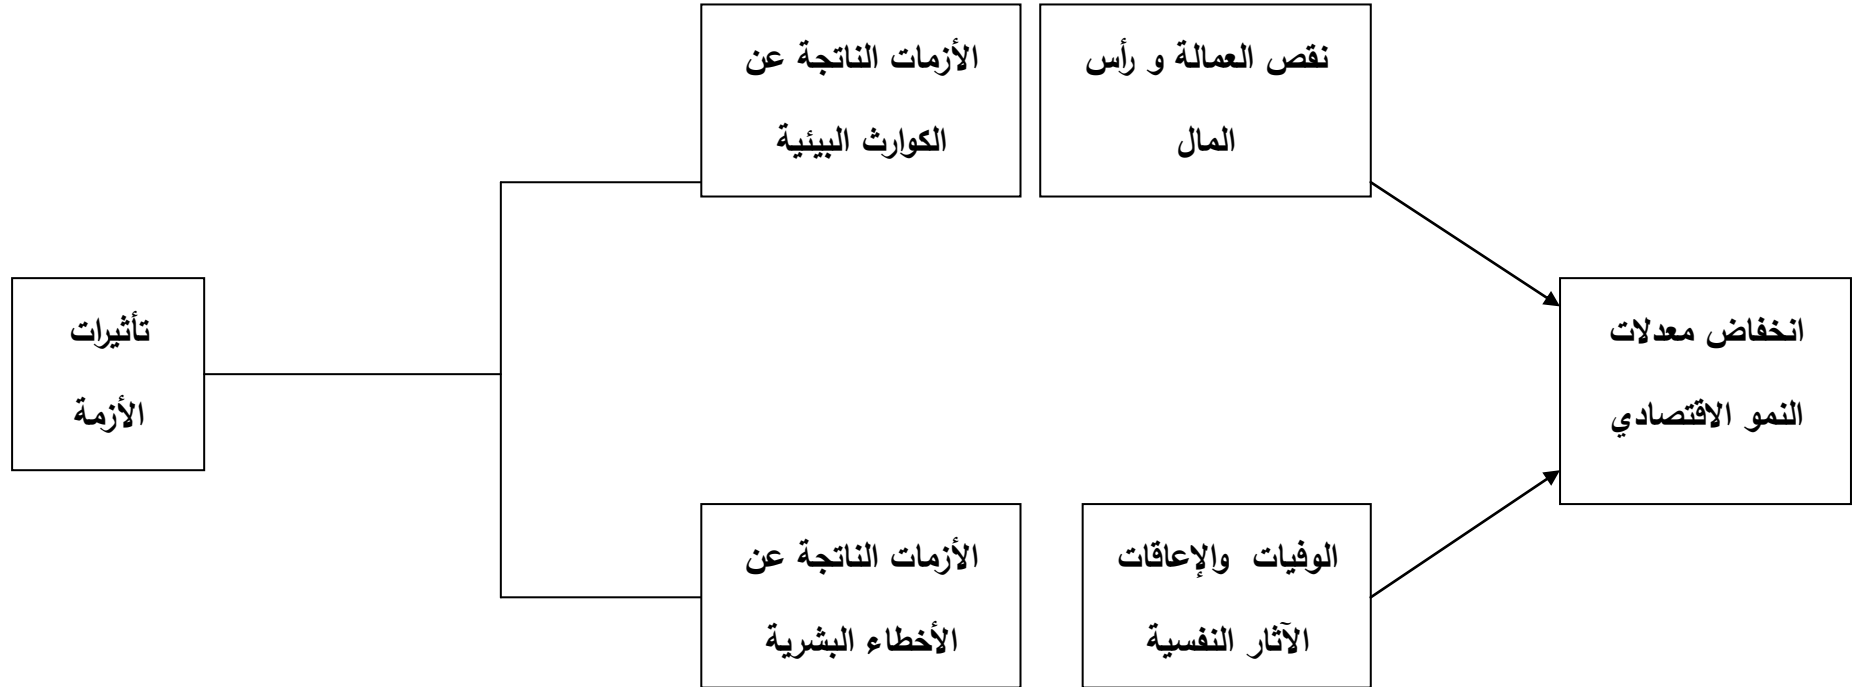 الأزمات الناتجة عن
الكوارث البيئية
نقص العمالة و رأس
المال
تأثيرات
الأزمة
انخفاض معدلات
النمو الاقتصادي
الأزمات الناتجة عن
الأخطاء البشرية
الوفيات والإعاقات
الآثار النفسية